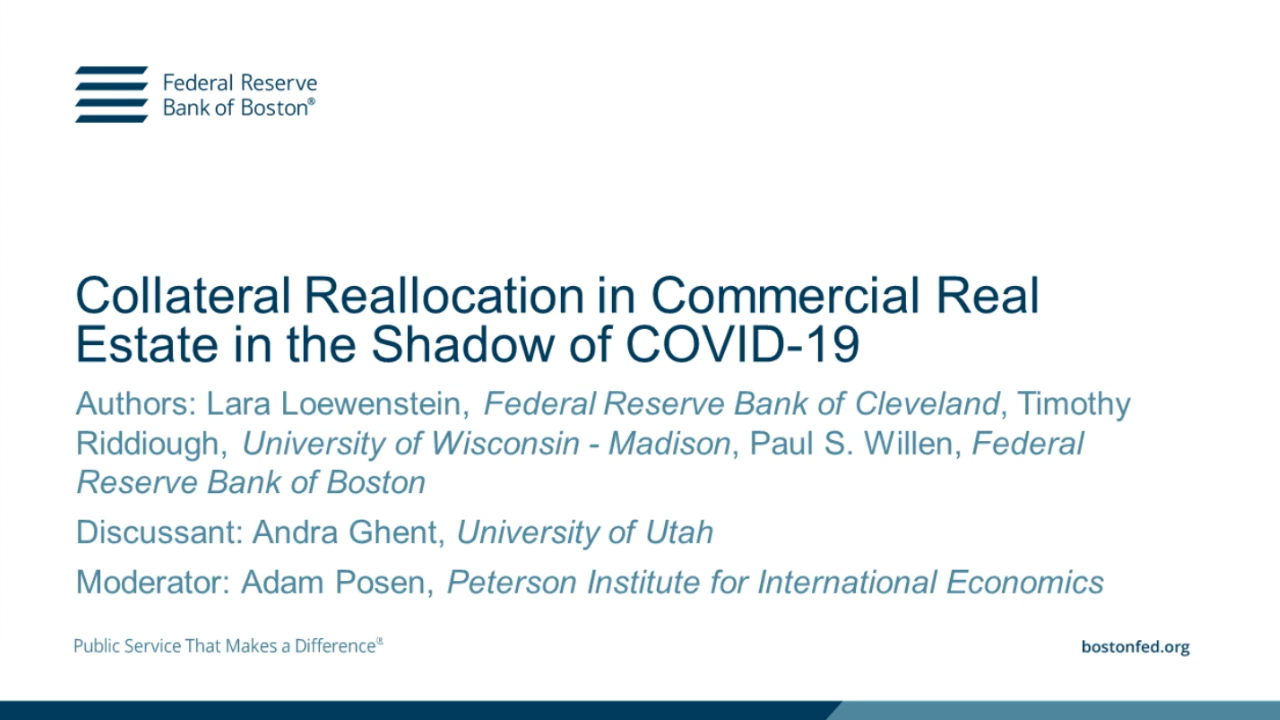 Federal Reserve
Bank of Boston®
Collateral Reallocation in Commercial Real
Estate in the Shadow of COVID-19
Authors: Lara Loewenstein, Federal Reserve Bank of Cleveland, Timothy
Riddiough, University of Wisconsin - Madison, Paul S. Willen, Federal
Reserve Bank of Boston
Discussant: Andra Ghent, University of Utah
Moderator: Adam Posen, Peterson Institute for International Economics
Public Service That Makes a Difference®
bostonfed.org